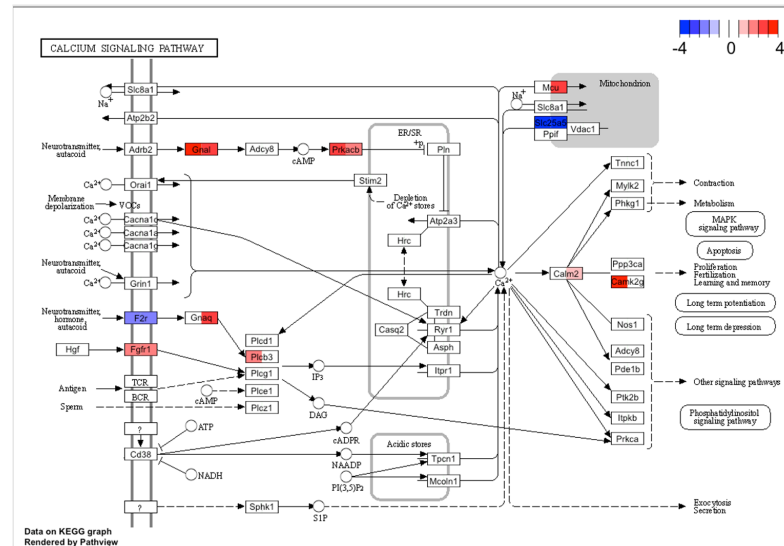 CALCIUM SIGNALING PATHWAY
-4 0 4
Slc8a1
Na+
Atp2b2
Neurotransmitter,
autacoid
Adrb2
Gnal
Adcy8
cAMP
Prkacb
ER/SR
+p
Pln
Mcu
Mitochondrion
Na+
Slc8a1
Slc25a5
Ppif
Vdac1
Ca2+
Orai1
Stim2
Membrane
depolarization
VOCs
Depletion
of Ca2+ stores
Ca2+
Cacna1c
Ca2+
Cacna1a
Ca2+
Cacna1g
Atp2a3
Hrc
Neurotransmitter,
autacoid
Ca2+
Grin1
Hrc
Neurotransmitter,
hormone,
autacoid
F2r
Gnaq
Trdn
Casq2
Ryr1
Asph
Itpr1
Hgf
Fgfr1
Plcd1
Plcb3
Plcg1
Plce1
Plcz1
IP3
DAG
Antigen
TCR
BCR
cAMP
Sperm
?
ATP
Cd38
NADH
cADPR
NAADP
PI(3,5)P2
Acidic stores
Tpcn1
Mcoln1
?
Sphk1
S1P
Ca2+
Calm2
Tnnc1
Mylk2
Phkg1
Contraction
Metabolism
MAPK
signaling pathway
Apoptosis
Ppp3ca
Camk2g
Proliferation
Fertilization
Learning and memory
Long term potentiation
Long term depression
Nos1
Adcy8
Pde1b
Ptk2b
Itpkb
Prkca
Other signaling pathways
Phosphatidylinositol
signaling pathway
Exocytosis
Secretion
Data on KEGG graph
Rendered by Pathview